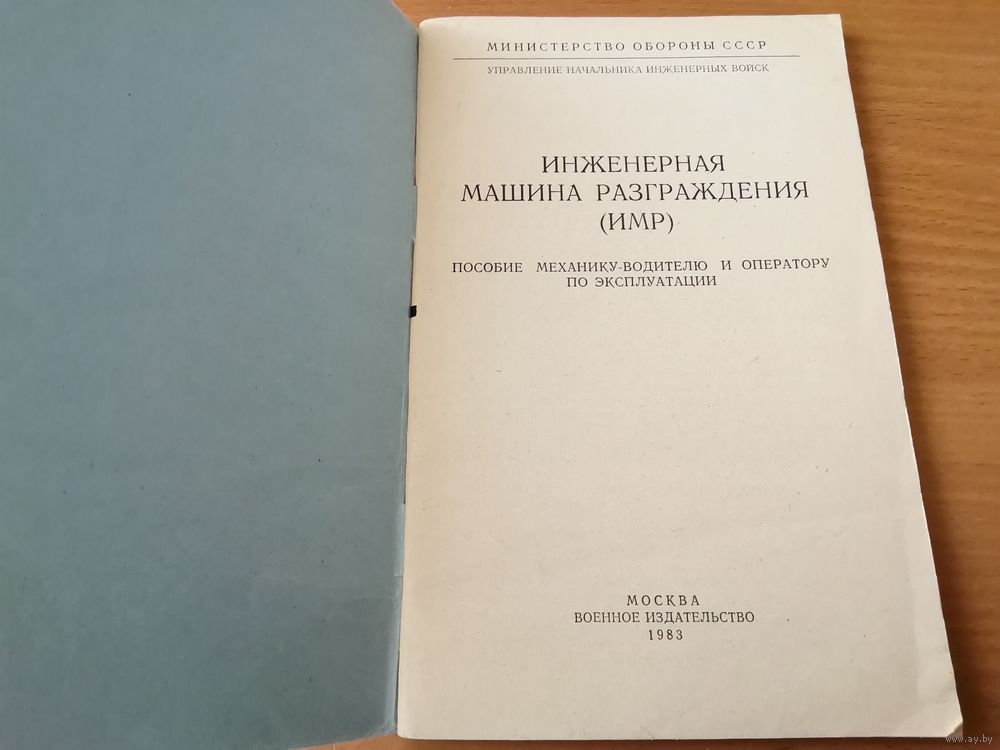 МИНИСТЕРСТВО ОБОРОНЫ СССР
УПРАВЛЕНИЕ НАЧАЛЬНИКА ИНЖЕНЕРНЫХ ВОЙСК
ИНЖЕНЕРНАЯ
МАШИНА РАЗГРАЖДЕНИЯ
(ИМР)
ПОСОБИЕ МЕХАНИКУ-ВОДИТЕЛЮ И ОПЕРАТОРУ
ПО ЭКСПЛУАТАЦИИ
МОСКВА
ВОЕННОЕ ИЗДАТЕЛЬСТВО
1983
www.ay.by